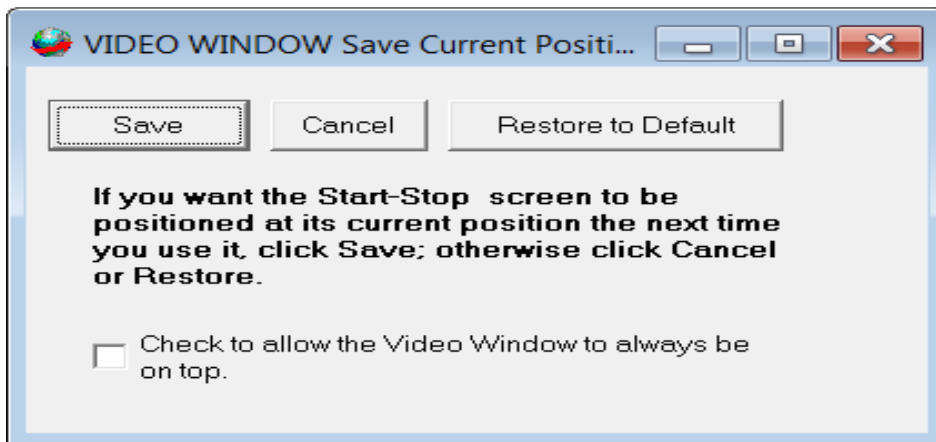 VIDEO WINDOW Save Current Positi...
Save Cancel Restore to Default
If you want the Start-Stop screen to be
positioned at its current position the next time
you use it, click Save; otherwise click Cancel
or Restore.
Check to allow the Video Window to always be
on top.